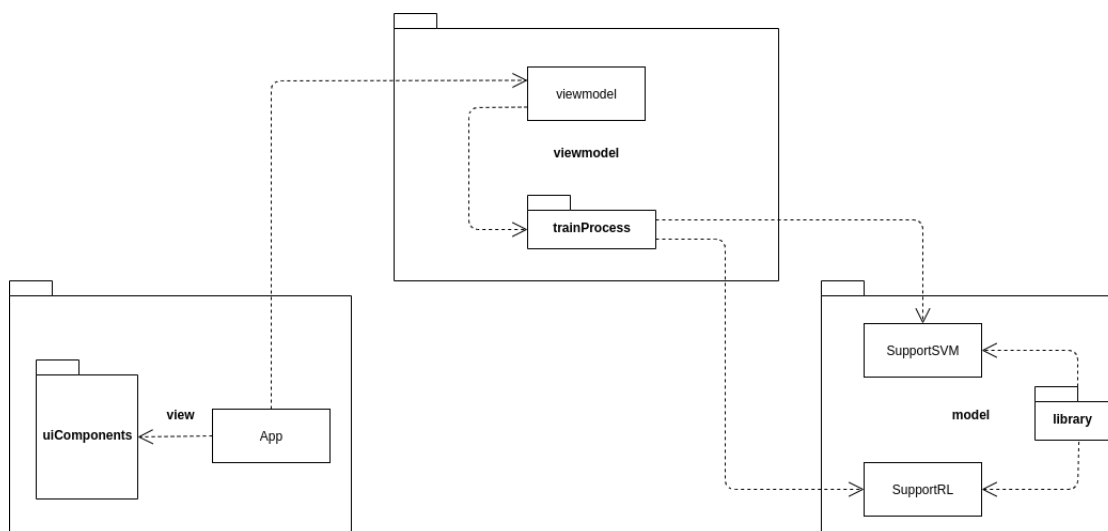 viewmodel
viewmodel
trainProcess
SupportSVM
view
uiComponents
App
model
library
SupportRL